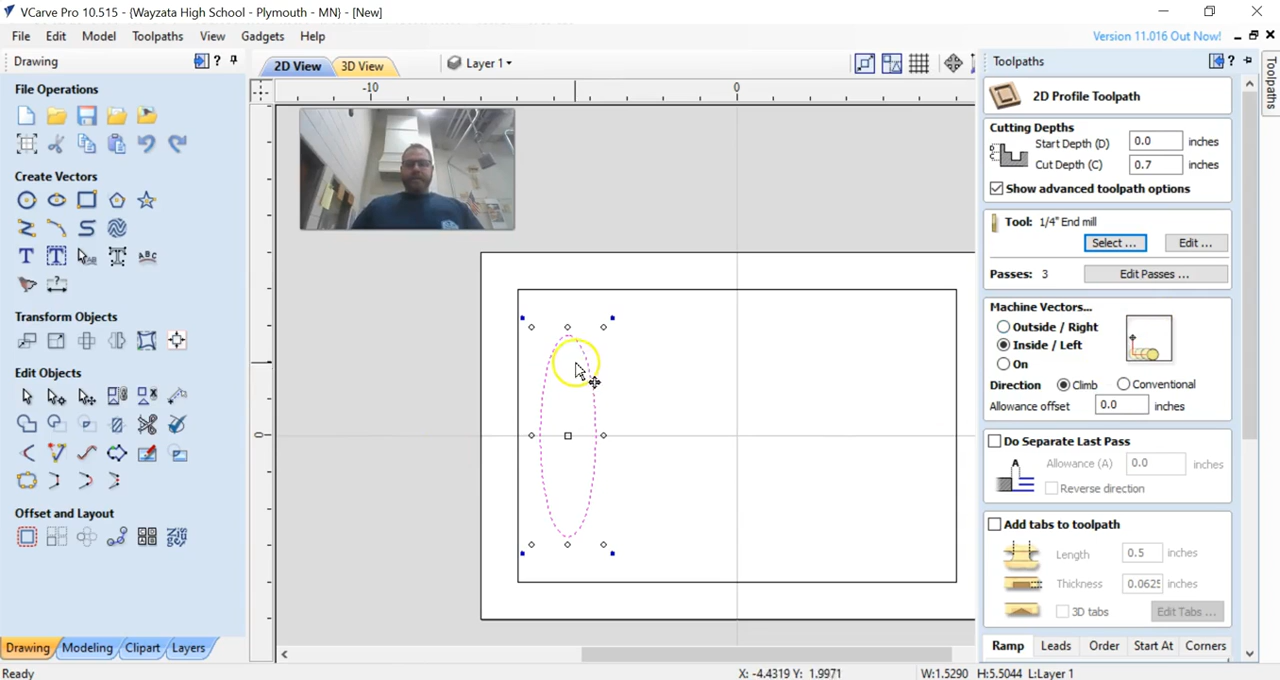 VCarve Pro 10.515 - {Wayzata High School - Plymouth - MN} - [New]
File Edit Model Toolpaths View Gadgets Help Version 11.016 Out Now!
Drawing
2D View 3D View Layer 1
Toolpaths
Toolpaths
File Operations
-10 0
2D Profile Toolpath
Cutting Depths
Start Depth (D) 0.0 inches
Cut Depth (C) 0.7 inches
Show advanced toolpath options
Create Vectors
Tool: 1/4" End mill
Select ... Edit ...
Passes: 3 Edit Passes ...
Transform Objects
Machine Vectors...
Outside / Right
Inside / Left
On
Direction Climb Conventional
Allowance offset 0.0 inches
Edit Objects
0
Do Separate Last Pass
Allowance (A) 0.0 inches
Reverse direction
A
Offset and Layout
Add tabs to toolpath
Length 0.5 inches
Thickness 0.0625 inches
3D tabs Edit Tabs ...
Ramp Leads Order Start At Corners
Drawing Modeling Clipart Layers
Ready X: -4.4319 Y: 1.9971 W:1.5290 H:5.5044 L:Layer 1